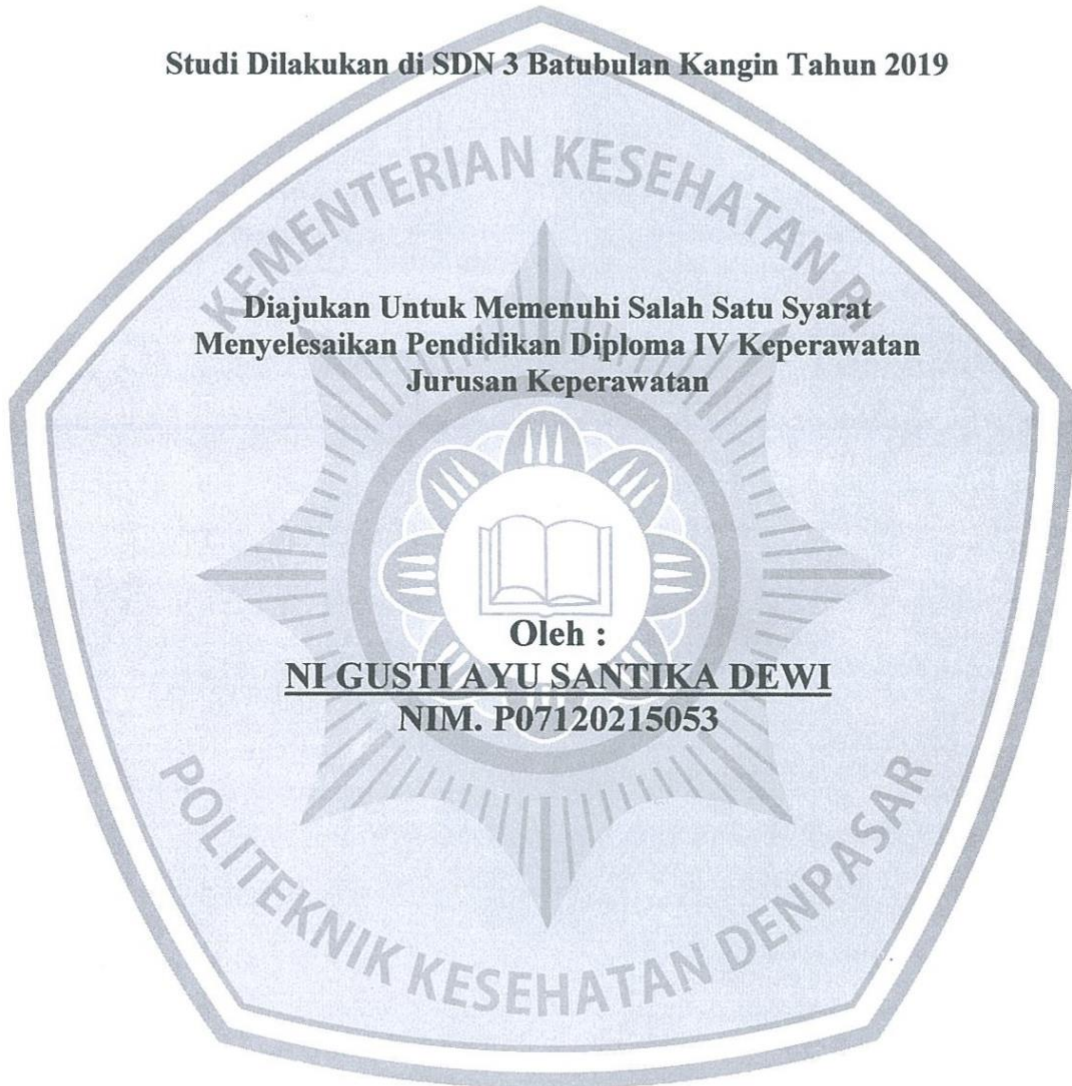 Studi Dilakukan di SDN 3 Batubulan Kangin Tahun 2019
KEMENTERIAN KESEHATAN RI
Diajukan Untuk Memenuhi Salah Satu Syarat
Menyelesaikan Pendidikan Diploma IV Keperawatan
Jurusan Keperawatan
Oleh :
NI GUSTI AYU SANTIKA DEWI
NIM. P07120215053
POLITEKNIK KESEHATAN DENPASAR